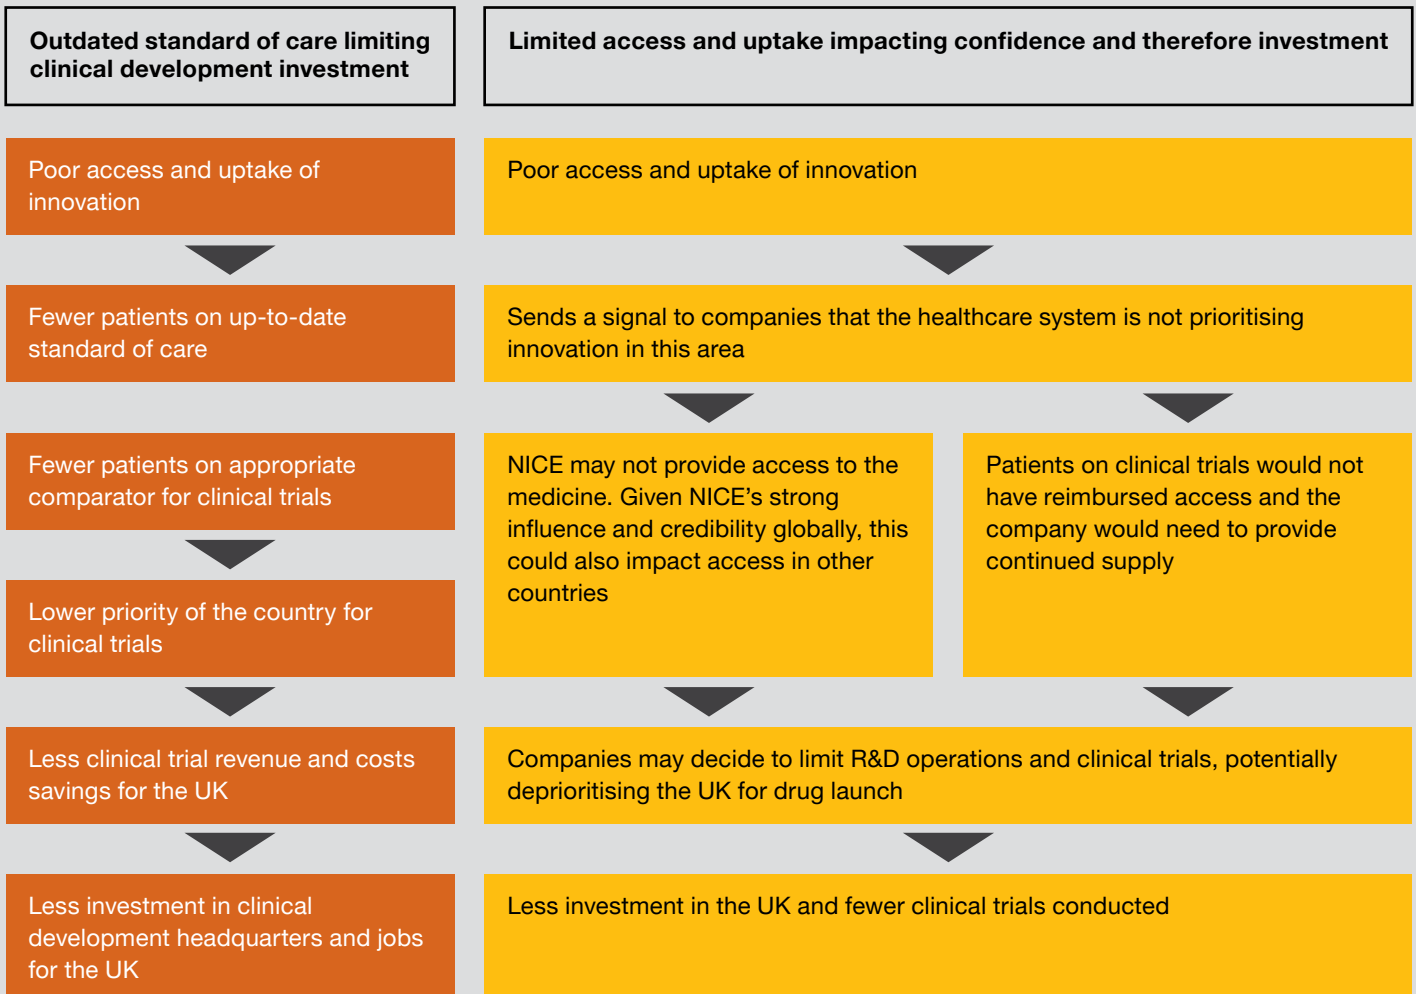 Outdated standard of care limiting
clinical development investment
Poor access and uptake of
innovation
Fewer patients on up-to-date
standard of care
Fewer patients on appropriate
comparator for clinical trials
Lower priority of the country for
clinical trials
Less clinical trial revenue and costs
savings for the UK
Less investment in clinical
development headquarters and jobs
for the UK
Limited access and uptake impacting confidence and therefore investment
Poor access and uptake of innovation
Sends a signal to companies that the healthcare system is not prioritising
innovation in this area
NICE may not provide access to the
medicine. Given NICE’s strong
influence and credibility globally, this
could also impact access in other
countries
Patients on clinical trials would not
have reimbursed access and the
company would need to provide
continued supply
Companies may decide to limit R&D operations and clinical trials, potentially
deprioritising the UK for drug launch
Less investment in the UK and fewer clinical trials conducted